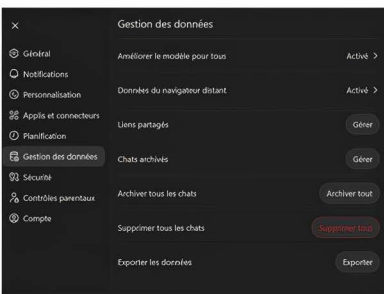 Gestion des données
Général
Améliorer le modèle pour tous
Activé
Notifications
Personnalisation
Données du navigateur distant
Activé
Applis et connecteurs
Liens partagés
Gérer
Planification
Gestion des données
Chats archivés
Gérer
Sécurité
Contrôles parentaux
Archiver tous les chats
Archiver tout
Compte
Supprimer tous les chats
Supprimer tous
Exporter les données
Exporter